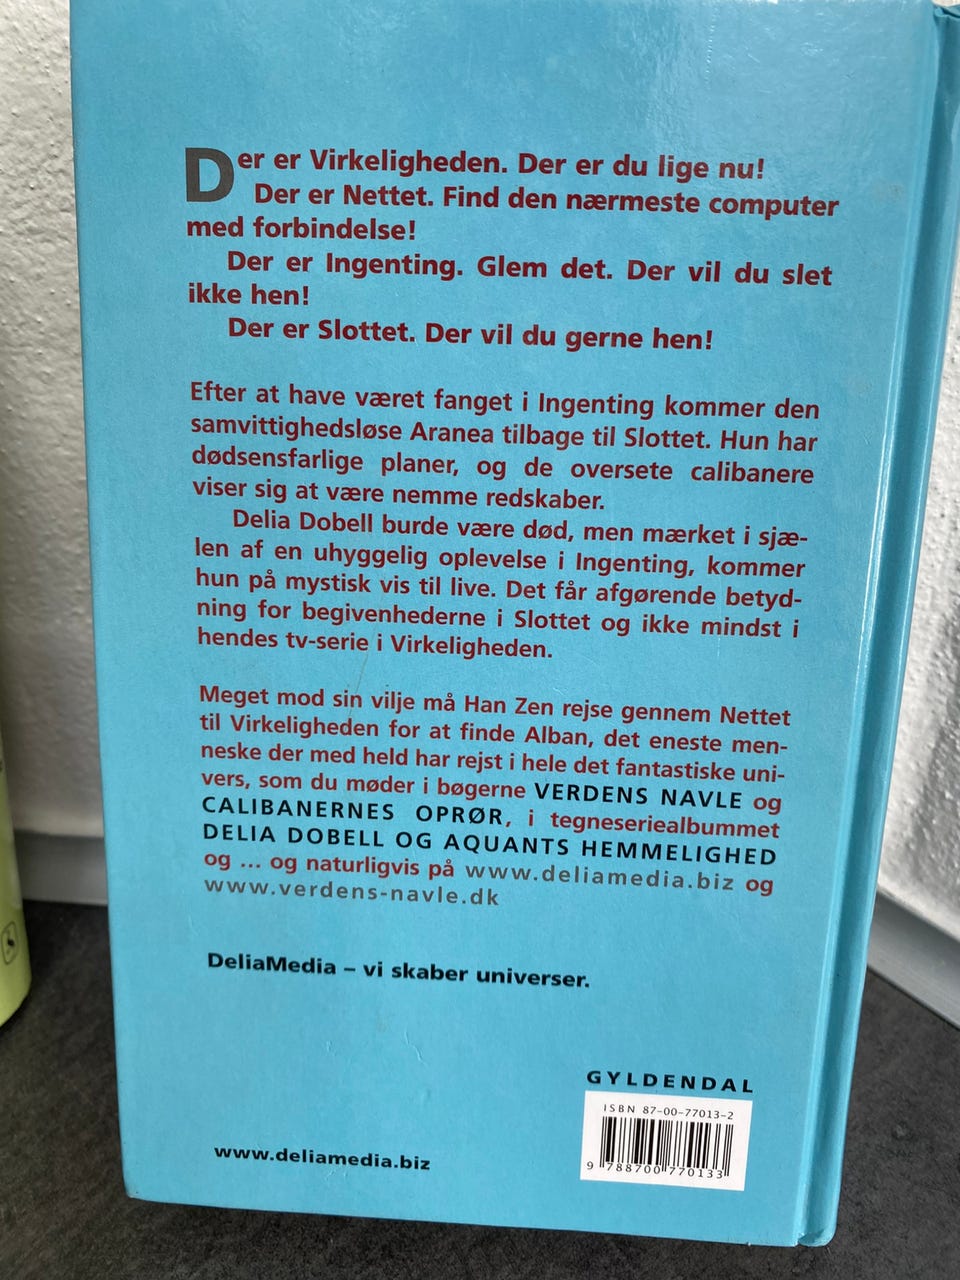 Der er Virkeligheden. Der er du lige nu!
Der er Nettet. Find den nærmeste computer
med forbindelse!
Der er Ingenting. Glem det. Der vil du slet
ikke hen!
Der er Slottet. Der vil du gerne hen!
Efter at have været fanget i Ingenting kommer den
samvittighedsløse Aranea tilbage til Slottet. Hun har
dødsensfarlige planer, og de oversete calibanere
viser sig at være nemme redskaber.
Delia Dobell burde være død, men mærket i sjæ-
len af en uhyggelig oplevelse i Ingenting, kommer
hun på mystisk vis til live. Det får afgørende betyd-
ning for begivenhederne i Slottet og ikke mindst i
hendes tv-serie i Virkeligheden.
Meget mod sin vilje må Han Zen rejse gennem Nettet
til Virkeligheden for at finde Alban, det eneste men-
neske der med held har rejst i hele det fantastiske uni-
vers, som du møder i bøgerne VERDENS NAVLE og
CALIBANERNES OPRØR, i tegneseriealbummet
DELIA DOBELL OG AQUANTS HEMMELIGHED
og ... og naturligvis på www.deliamedia.biz og
www.verdens-navle.dk
DeliaMedia – vi skaber universer.
GYLDENDAL
ISBN 87-00-77013-2
9 788700 770133
www.deliamedia.biz